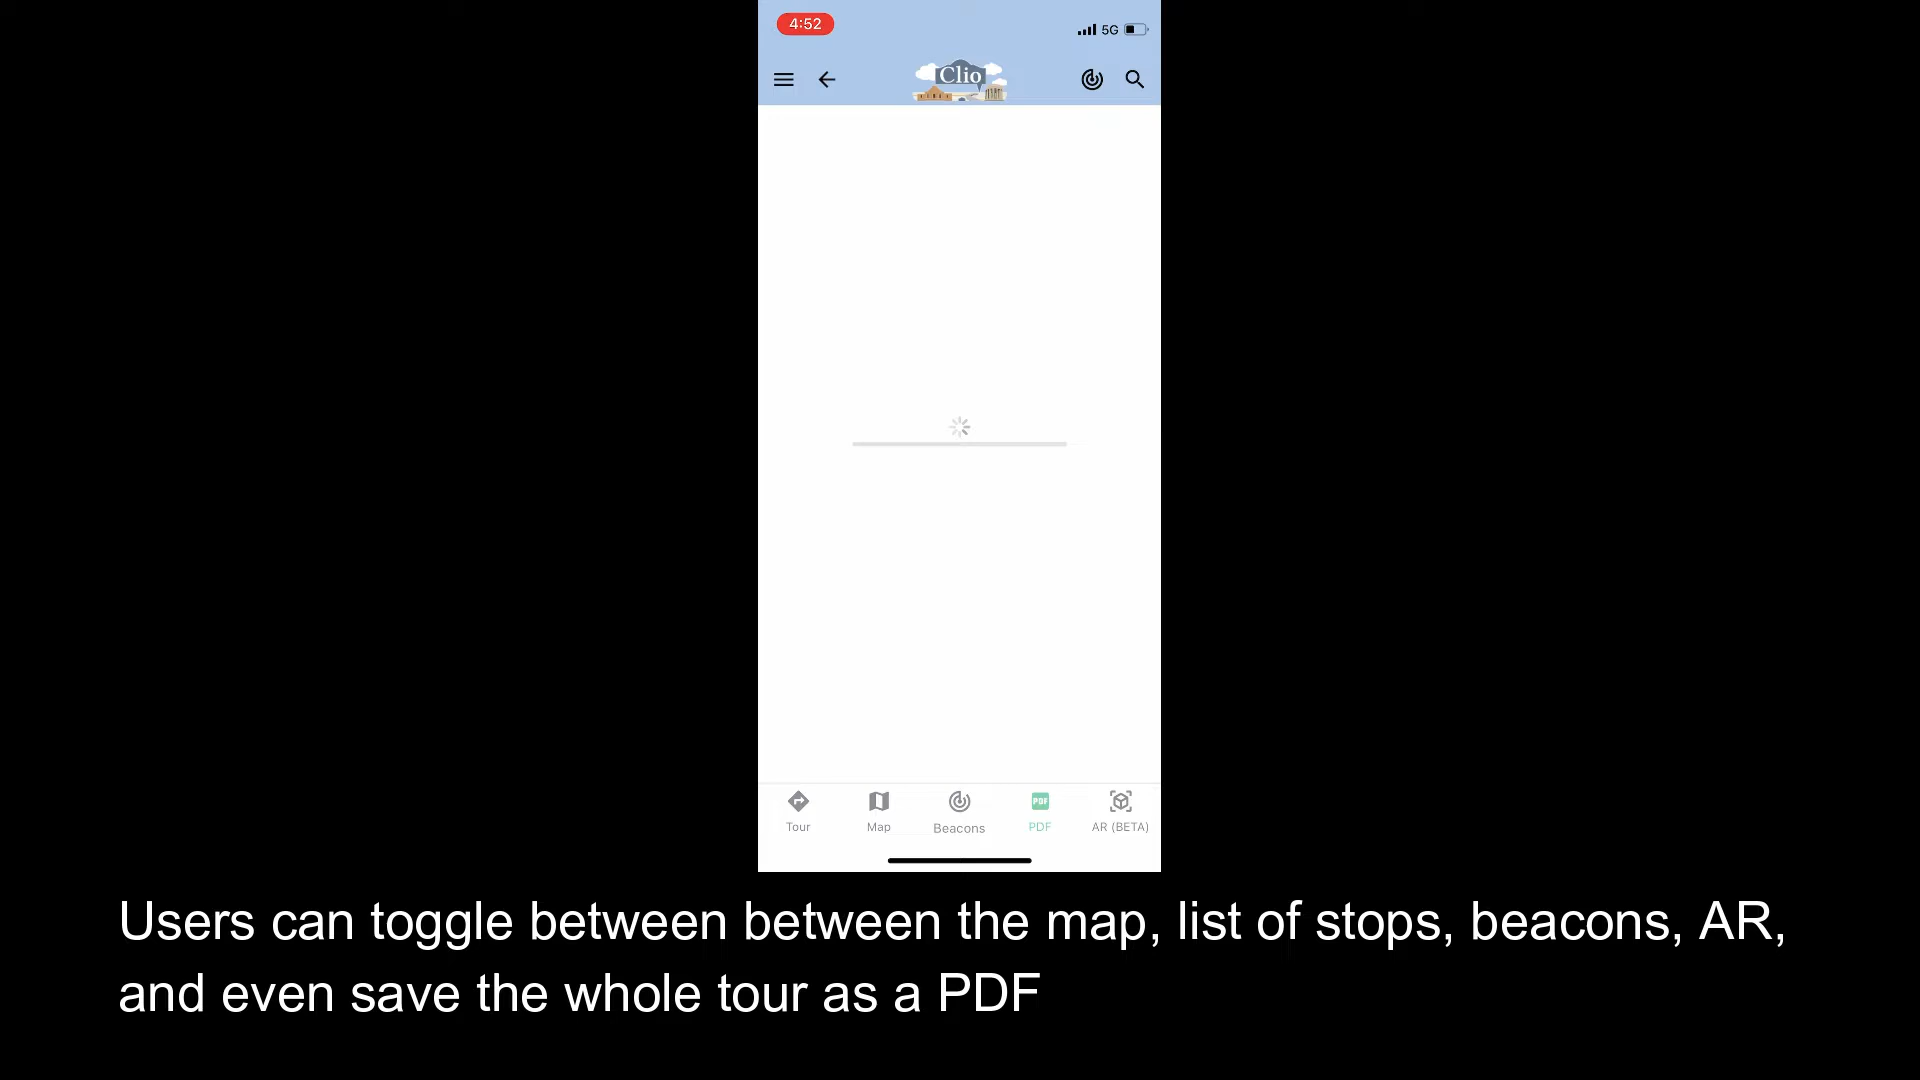 4:52
5G
Clio
Tour
Map
Beacons
PDF
PDF
AR (BETA)
Users can toggle between between the map, list of stops, beacons, AR,
and even save the whole tour as a PDF